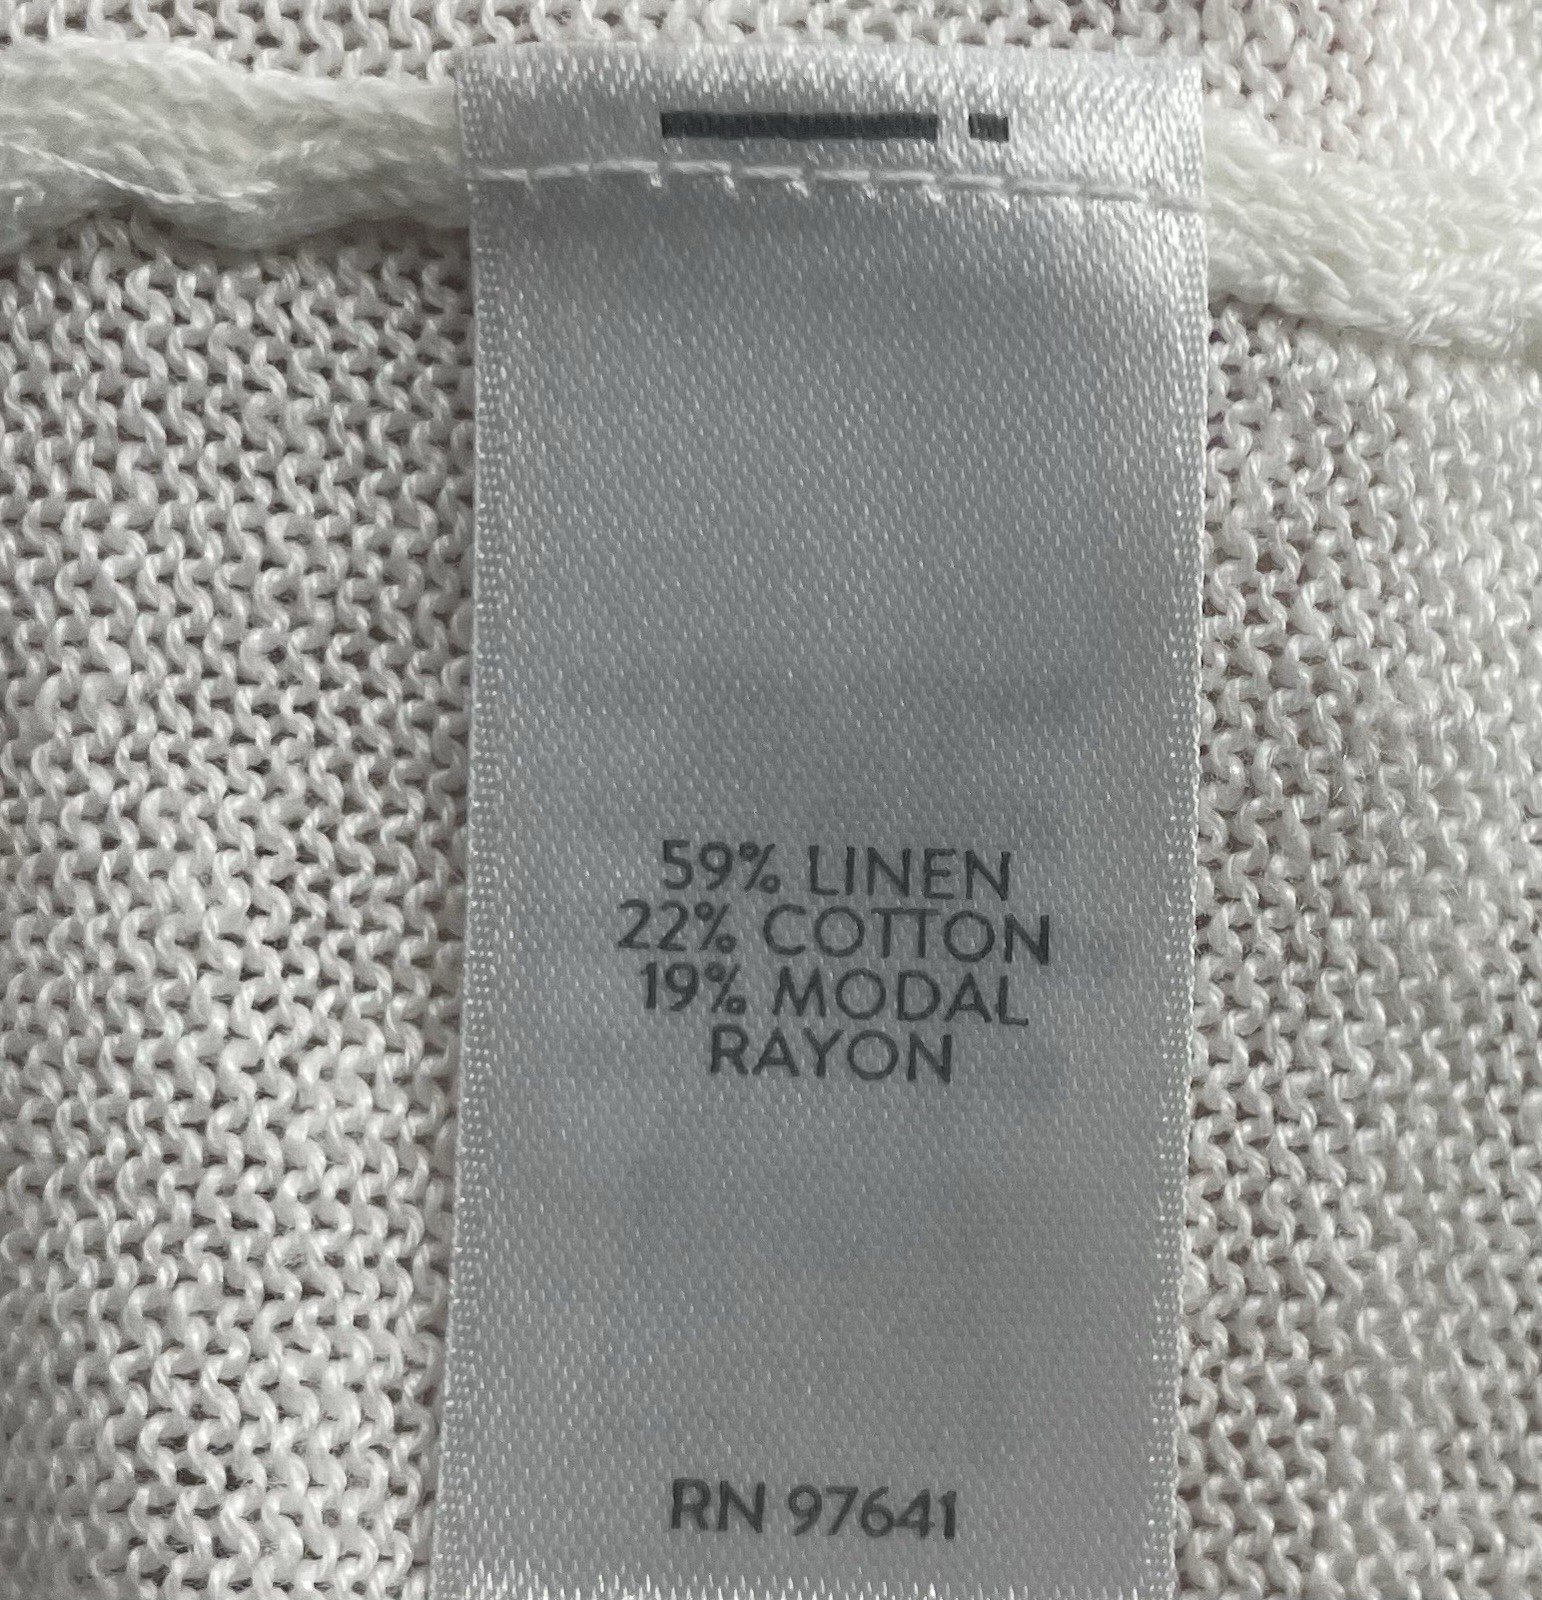 59% LINEN
22% COTTON
19% MODAL
RAYON
RN 97641